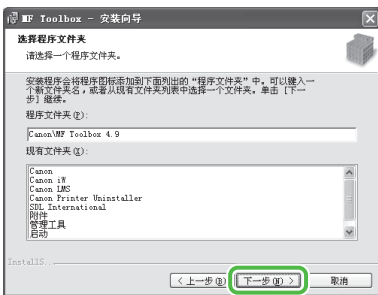 MF Toolbox - 安装向导
选择程序文件夹
请选择一个程序文件夹。
安装程序会将程序图标添加到下面列出的“程序文件夹”中。可以键入一
个新文件夹名，或者从现有文件夹列表中选择一个文件夹。单击 [下一
步] 继续。
程序文件夹(P):
Canon\MF Toolbox 4.9
现有文件夹(X):
Canon
Canon iW
Canon LMS
Canon Printer Uninstaller
SDL International
附件
管理工具
启动
InstallS...
< 上一步(B)
下一步(N) >
取消